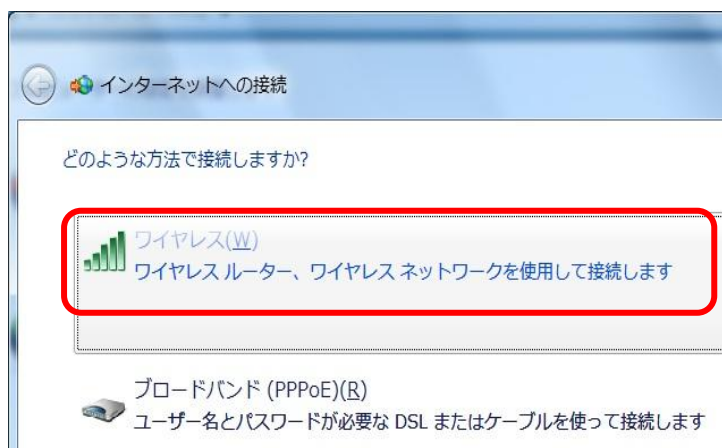 インターネットへの接続
どのような方法で接続しますか?
ワイヤレス(W)
ワイヤレス ルーター、ワイヤレス ネットワークを使用して接続します
ブロードバンド (PPPoE)(R)
ユーザー名とパスワードが必要な DSL またはケーブルを使って接続します